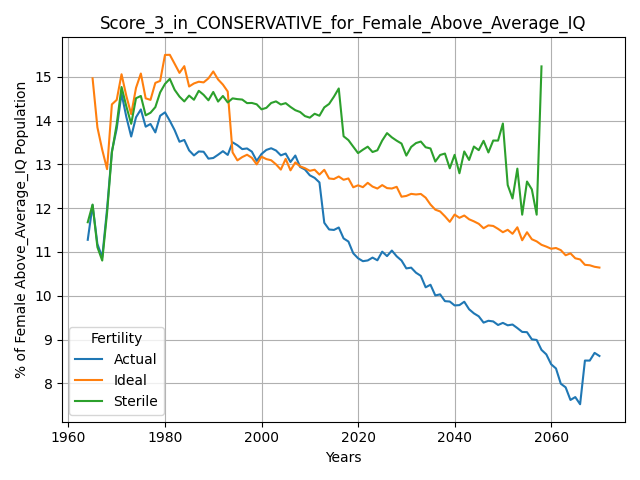 Score_3_in_CONSERVATIVE_for_Female_Above_Average_IQ
% of Female Above_Average_IQ Population
15
14
13
12
11
10
9
8
Fertility
Actual
Ideal
Sterile
1960 1980 2000 2020 2040 2060
Years